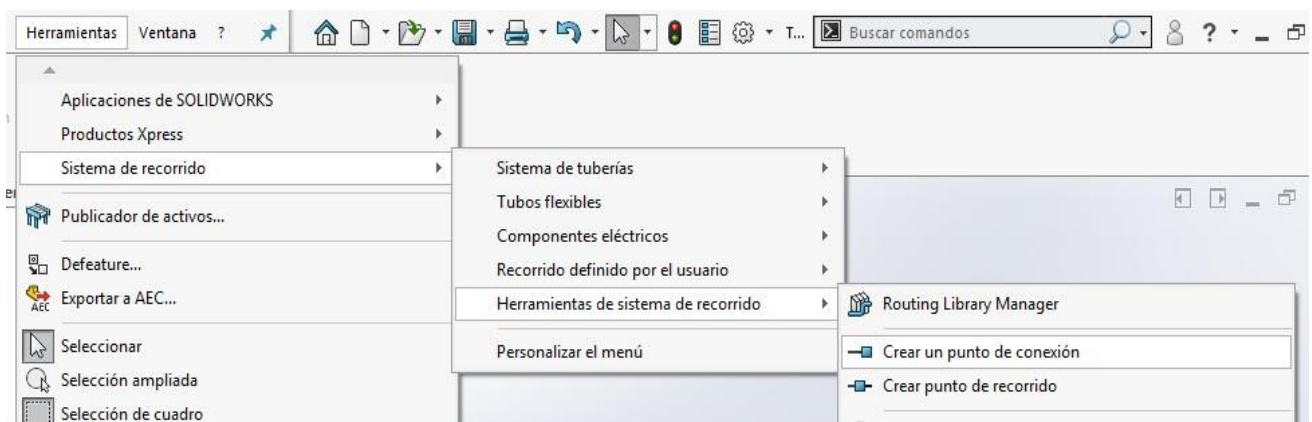 Herramientas Ventana ? T... Buscar comandos ?
Aplicaciones de SOLIDWORKS
Productos Xpress
Sistema de recorrido
Publicador de activos...
Defeature...
Exportar a AEC...
AEC
Seleccionar
Selección ampliada
Selección de cuadro
Sistema de tuberías
Tubos flexibles
Componentes eléctricos
Recorrido definido por el usuario
Herramientas de sistema de recorrido
Personalizar el menú
Routing Library Manager
Crear un punto de conexión
Crear punto de recorrido